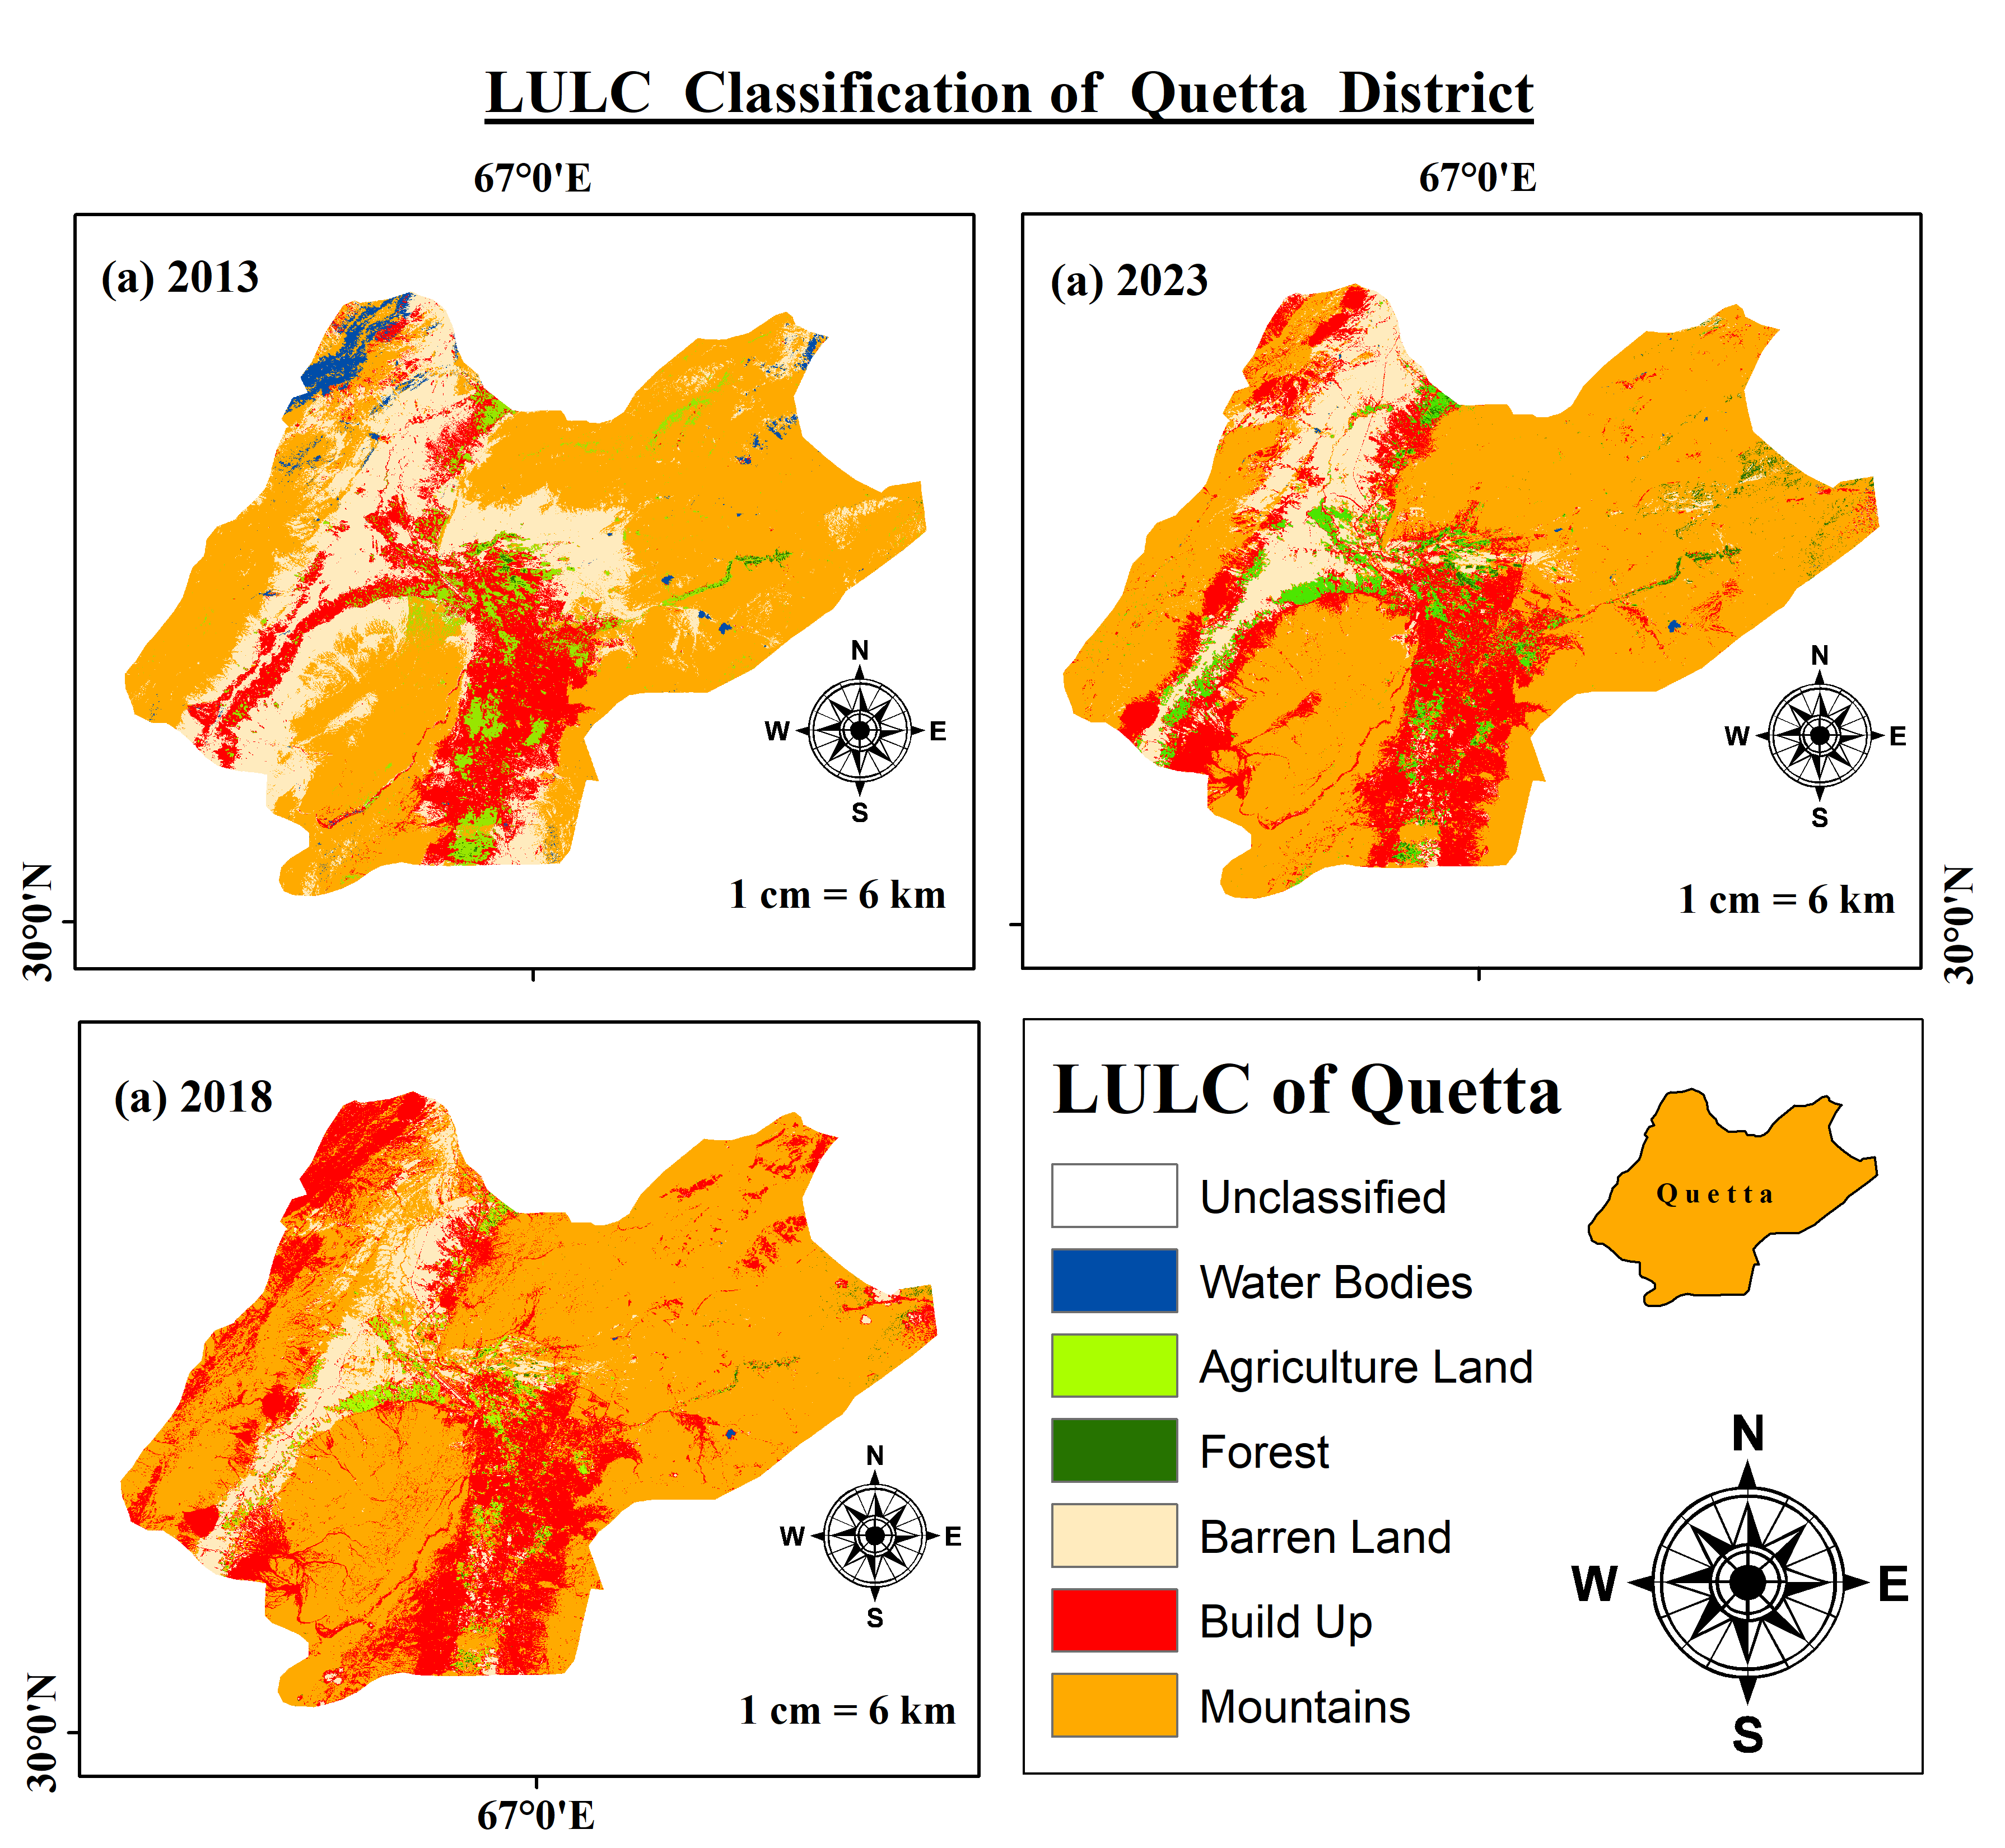 LULC Classification of Quetta District
67°0'E
67°0'E
(a) 2013
N
W E
S
1 cm = 6 km
30°0'N
(a) 2023
N
W E
S
1 cm = 6 km
30°0'N
(a) 2018
N
W E
S
1 cm = 6 km
30°0'N
67°0'E
LULC of Quetta
Quetta
Unclassified
Water Bodies
Agriculture Land
Forest
Barren Land
Build Up
Mountains
N
W E
S